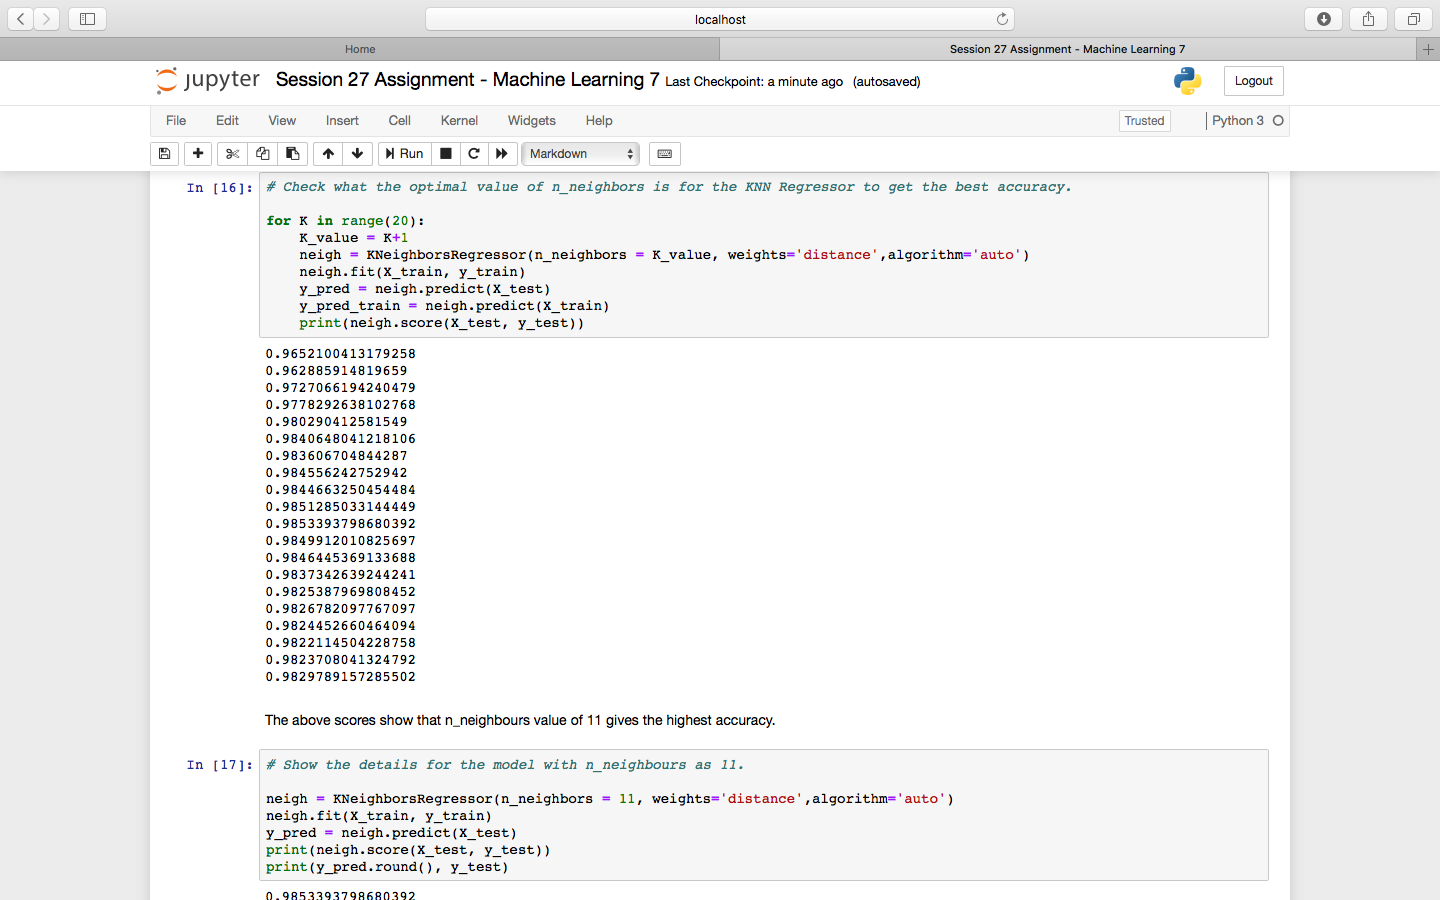 localhost
Home
Session 27 Assignment - Machine Learning 7
jupyter Session 27 Assignment - Machine Learning 7 Last Checkpoint: a minute ago (autosaved)
Logout
File Edit View Insert Cell Kernel Widgets Help
Trusted
Python 3
Run
Markdown
In [16]:
# Check what the optimal value of n_neighbors is for the KNN Regressor to get the best accuracy.
for K in range(20):
    K_value = K+1
    neigh = KNeighborsRegressor(n_neighbors = K_value, weights='distance',algorithm='auto')
    neigh.fit(X_train, y_train)
    y_pred = neigh.predict(X_test)
    y_pred_train = neigh.predict(X_train)
    print(neigh.score(X_test, y_test))
0.9652100413179258
0.962885914819659
0.9727066194240479
0.9778292638102768
0.980290412581549
0.9840648041218106
0.983606704844287
0.984556242752942
0.9844663250454484
0.9851285033144449
0.9853393798680392
0.9849912010825697
0.9846445369133688
0.9837342639244241
0.9825387969808452
0.9826782097767097
0.9824452660464094
0.9822114504228758
0.9823708041324792
0.9829789157285502
The above scores show that n_neighbours value of 11 gives the highest accuracy.
In [17]:
# Show the details for the model with n_neighbours as 11.
neigh = KNeighborsRegressor(n_neighbors = 11, weights='distance',algorithm='auto')
neigh.fit(X_train, y_train)
y_pred = neigh.predict(X_test)
print(neigh.score(X_test, y_test))
print(y_pred.round(), y_test)
0.9853393798680392